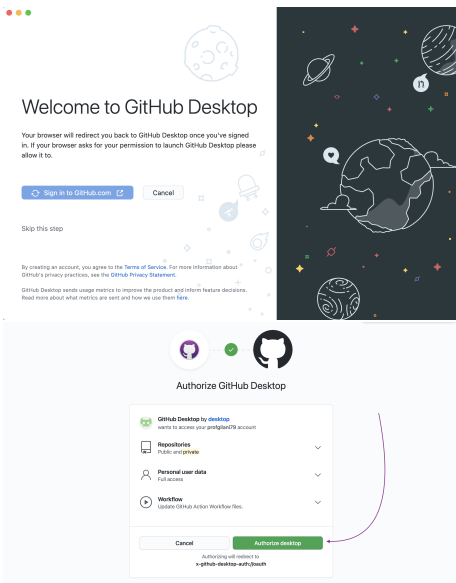 Welcome to GitHub Desktop
Your browser will redirect you back to GitHub Desktop once you've signed
in. If your browser asks for your permission to launch GitHub Desktop please
allow it to.
Sign in to GitHub.com
Cancel
Skip this step
By creating an account, you agree to the Terms of Service. For more information about
GitHub's privacy practices, see the GitHub Privacy Statement.
GitHub Desktop sends usage metrics to improve the product and inform feature decisions.
Read more about what metrics are sent and how we use them here.
n
Authorize GitHub Desktop
GitHub Desktop by desktop
wants to access your profgilani79 account
Repositories
Public and private
Personal user data
Full access
Workflow
Update GitHub Action Workflow files.
Cancel
Authorize desktop
Authorizing will redirect to
x-github-desktop-auth:/joauth